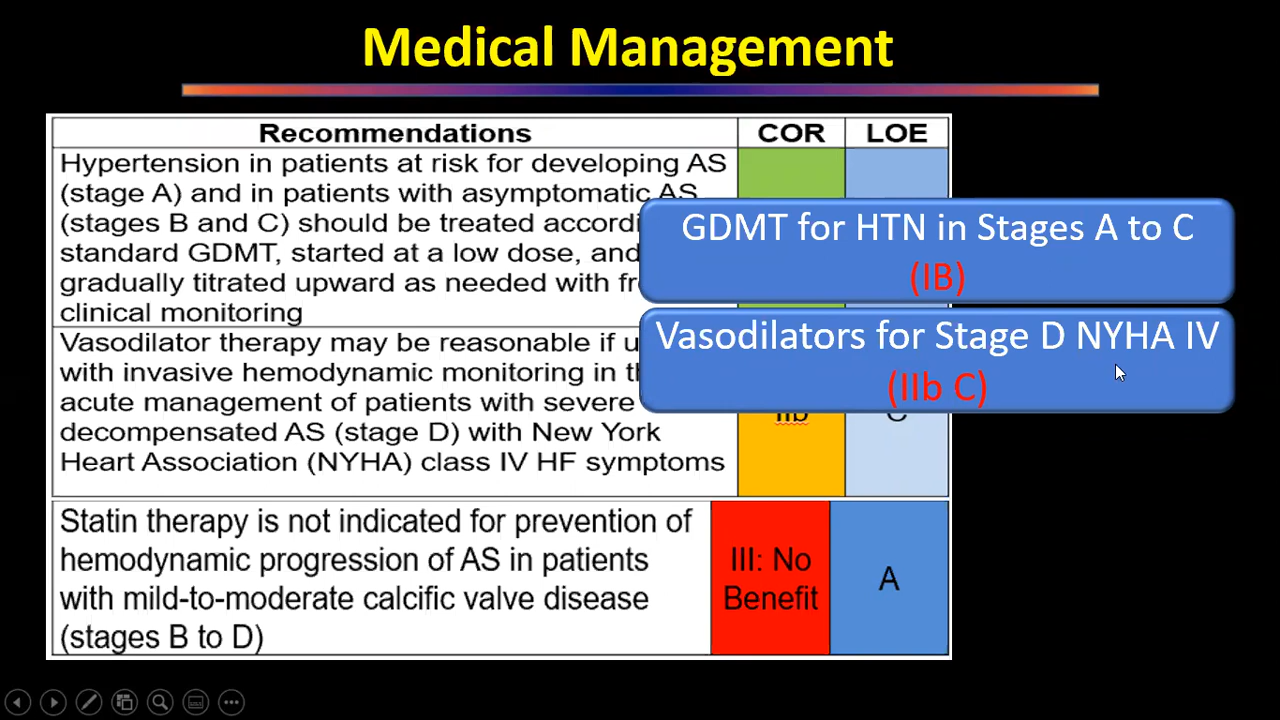 Medical Management
Recommendations COR LOE
Hypertension in patients at risk for developing AS
(stage A) and in patients with asymptomatic AS
(stages B and C) should be treated
standard GDMT, started at a low dose, and
gradually titrated upward as needed with
clinical monitoring
GDMT for HTN in Stages A to C
(IB)
Vasodilator therapy may be reasonable if
with invasive hemodynamic monitoring in
acute management of patients with severe
decompensated AS (stage D) with New York
Heart Association (NYHA) class IV HF symptoms
Vasodilators for Stage D NYHA IV
(IIb C)
IIb C
Statin therapy is not indicated for prevention of
hemodynamic progression of AS in patients
with mild-to-moderate calcific valve disease
(stages B to D)
III: No
Benefit
A